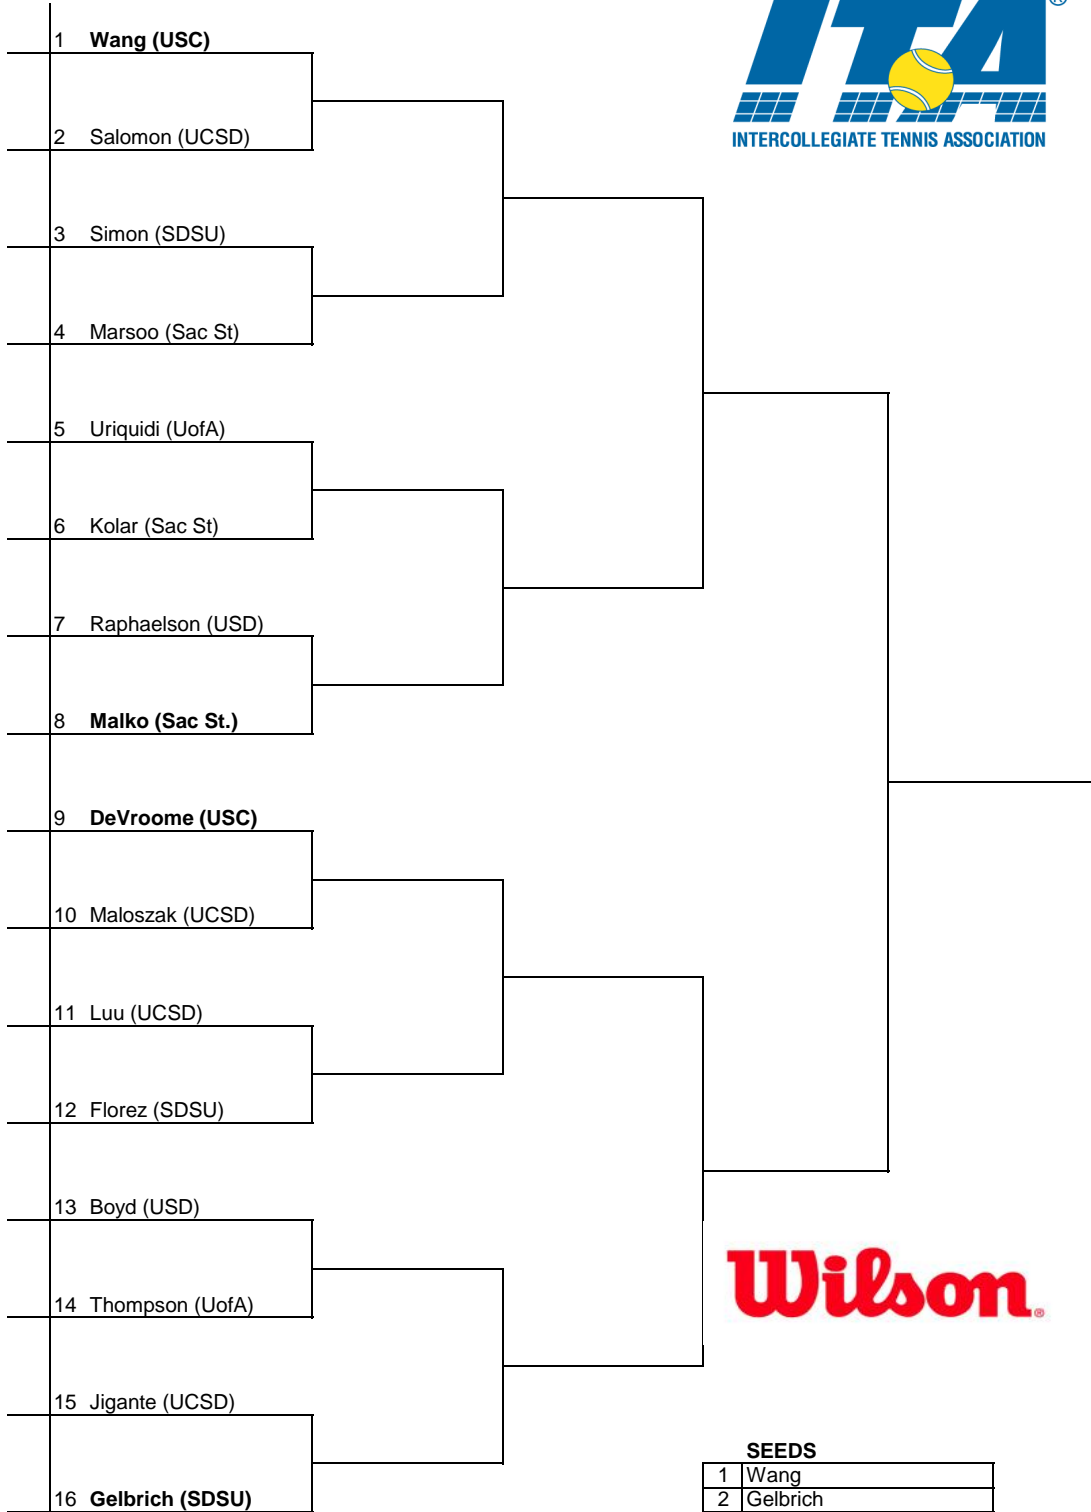 ITA®
INTERCOLLEGIATE TENNIS ASSOCIATION
1 Wang (USC)
2 Salomon (UCSD)
3 Simon (SDSU)
4 Marsoo (Sac St)
5 Uriquidi (UofA)
6 Kolar (Sac St)
7 Raphaelson (USD)
8 Malko (Sac St.)
9 DeVroome (USC)
10 Maloszak (UCSD)
11 Luu (UCSD)
12 Florez (SDSU)
13 Boyd (USD)
Wilson®
14 Thompson (UofA)
15 Jigante (UCSD)
16 Gelbrich (SDSU)
SEEDS
1 Wang
2 Gelbrich